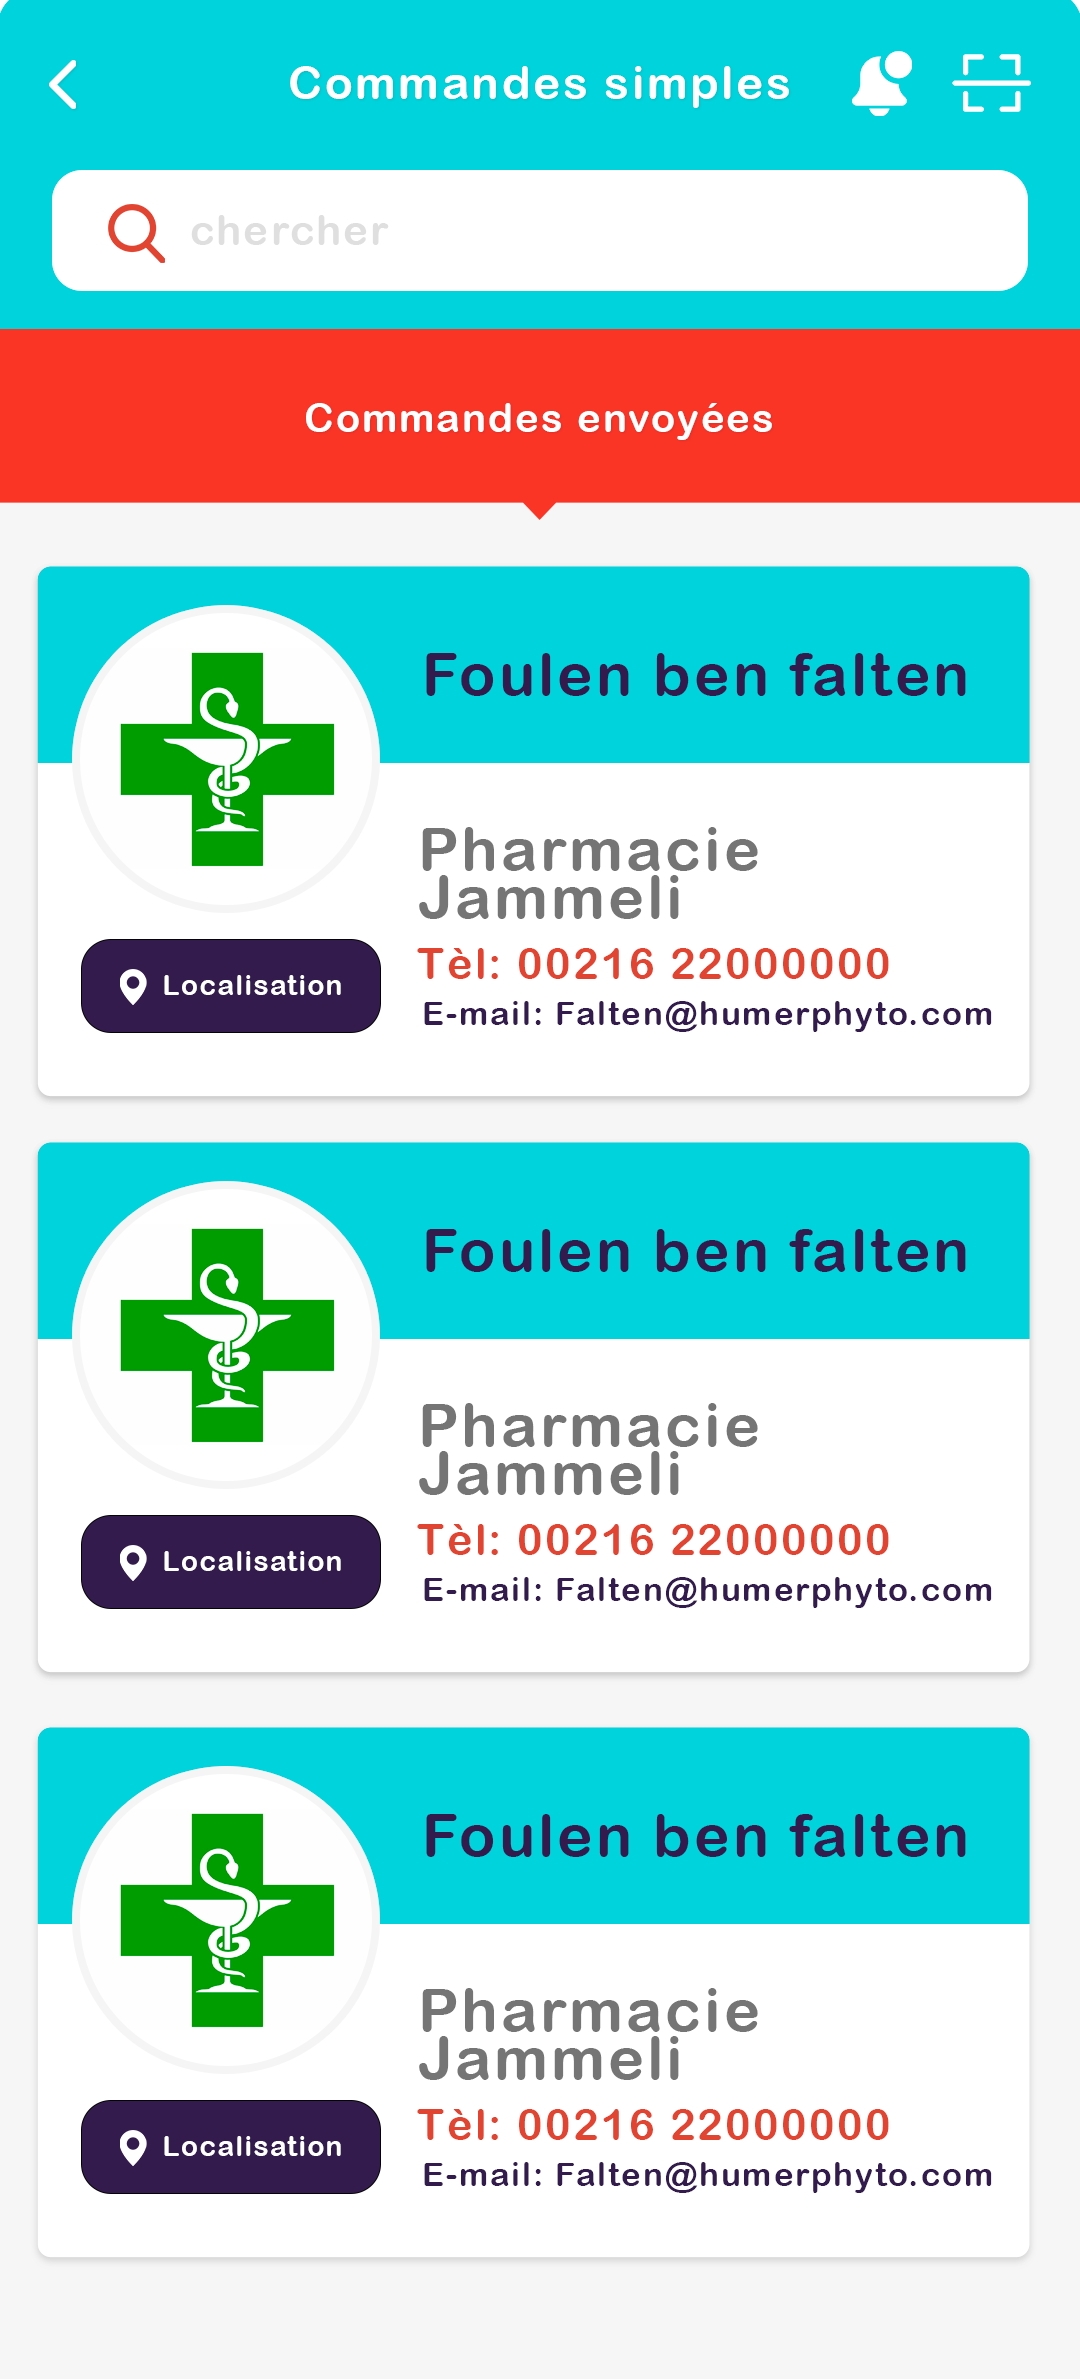 Commandes simples
chercher
Commandes envoyées
Foulen ben falten
Pharmacie
Jammeli
Tèl: 00216 22000000
E-mail: Falten@humerphyto.com
Localisation
Foulen ben falten
Pharmacie
Jammeli
Tèl: 00216 22000000
E-mail: Falten@humerphyto.com
Localisation
Foulen ben falten
Pharmacie
Jammeli
Tèl: 00216 22000000
E-mail: Falten@humerphyto.com
Localisation